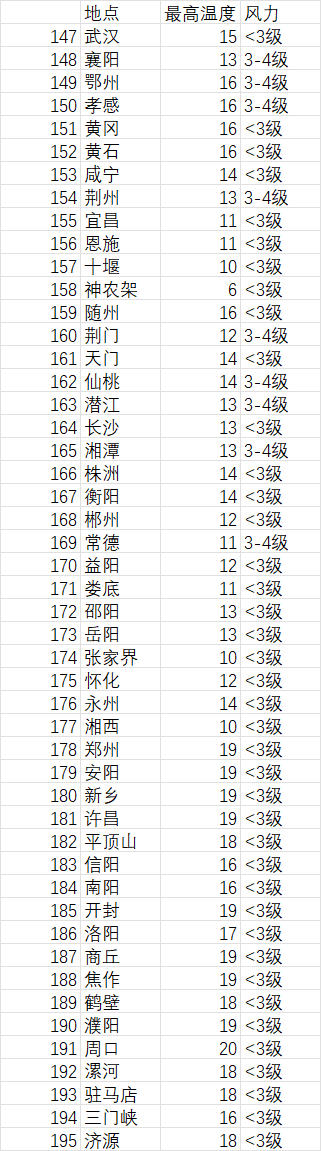 地点 最高温度 风力
147 武汉 15 <3级
148 襄阳 13 3-4级
149 鄂州 16 3-4级
150 孝感 16 3-4级
151 黄冈 16 <3级
152 黄石 16 <3级
153 咸宁 14 <3级
154 荆州 13 3-4级
155 宜昌 11 <3级
156 恩施 11 <3级
157 十堰 10 <3级
158 神农架 6 <3级
159 随州 16 <3级
160 荆门 12 3-4级
161 天门 14 <3级
162 仙桃 14 3-4级
163 潜江 13 3-4级
164 长沙 13 <3级
165 湘潭 13 3-4级
166 株洲 14 <3级
167 衡阳 14 <3级
168 郴州 12 <3级
169 常德 11 3-4级
170 益阳 12 <3级
171 娄底 11 <3级
172 邵阳 13 <3级
173 岳阳 13 <3级
174 张家界 10 <3级
175 怀化 12 <3级
176 永州 14 <3级
177 湘西 10 <3级
178 郑州 19 <3级
179 安阳 19 <3级
180 新乡 19 <3级
181 许昌 19 <3级
182 平顶山 18 <3级
183 信阳 16 <3级
184 南阳 16 <3级
185 开封 19 <3级
186 洛阳 17 <3级
187 商丘 19 <3级
188 焦作 19 <3级
189 鹤壁 18 <3级
190 濮阳 19 <3级
191 周口 20 <3级
192 漯河 18 <3级
193 驻马店 18 <3级
194 三门峡 16 <3级
195 济源 18 <3级